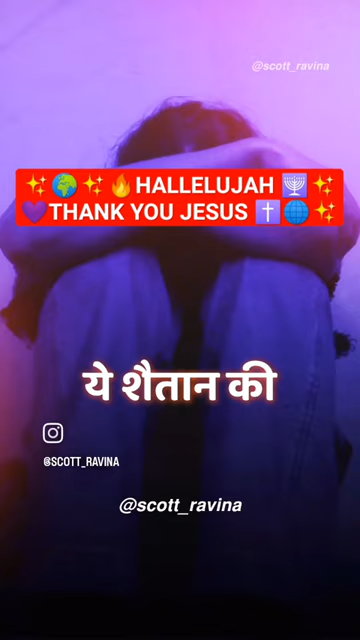 @scott_ravina
✨🌍✨🔥HALLELUJAH 🕎✨
💜THANK YOU JESUS ✝️🌐✨
ये शैतान की
@SCOTT_RAVINA
@scott_ravina